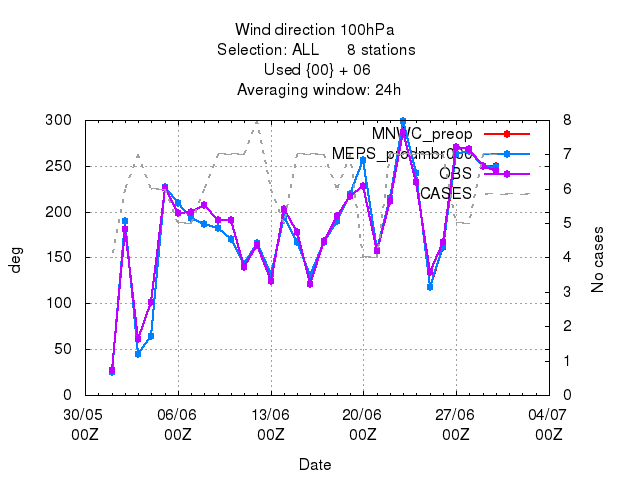 Wind direction 100hPa
Selection: ALL 8 stations
Used {00} + 06
Averaging window: 24h
300
250
200
150
100
50
0
deg
8
7
6
5
4
3
2
1
0
No cases
MNWC_preop
MEPS_prodmbr000
OBS
CASES
30/05 06/06 13/06 20/06 27/06 04/07
00Z 00Z 00Z 00Z 00Z 00Z
Date